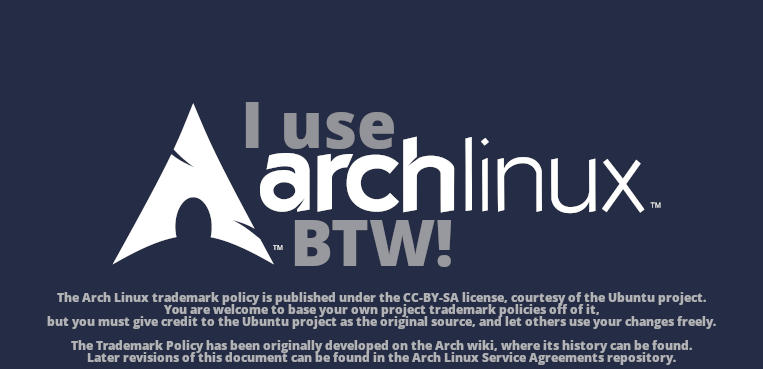 I use
archlinux™
™ BTW!
The Arch Linux trademark policy is published under the CC-BY-SA license, courtesy of the Ubuntu project.
You are welcome to base your own project trademark policies off of it,
but you must give credit to the Ubuntu project as the original source, and let others use your changes freely.
The Trademark Policy has been originally developed on the Arch wiki, where its history can be found.
Later revisions of this document can be found in the Arch Linux Service Agreements repository.